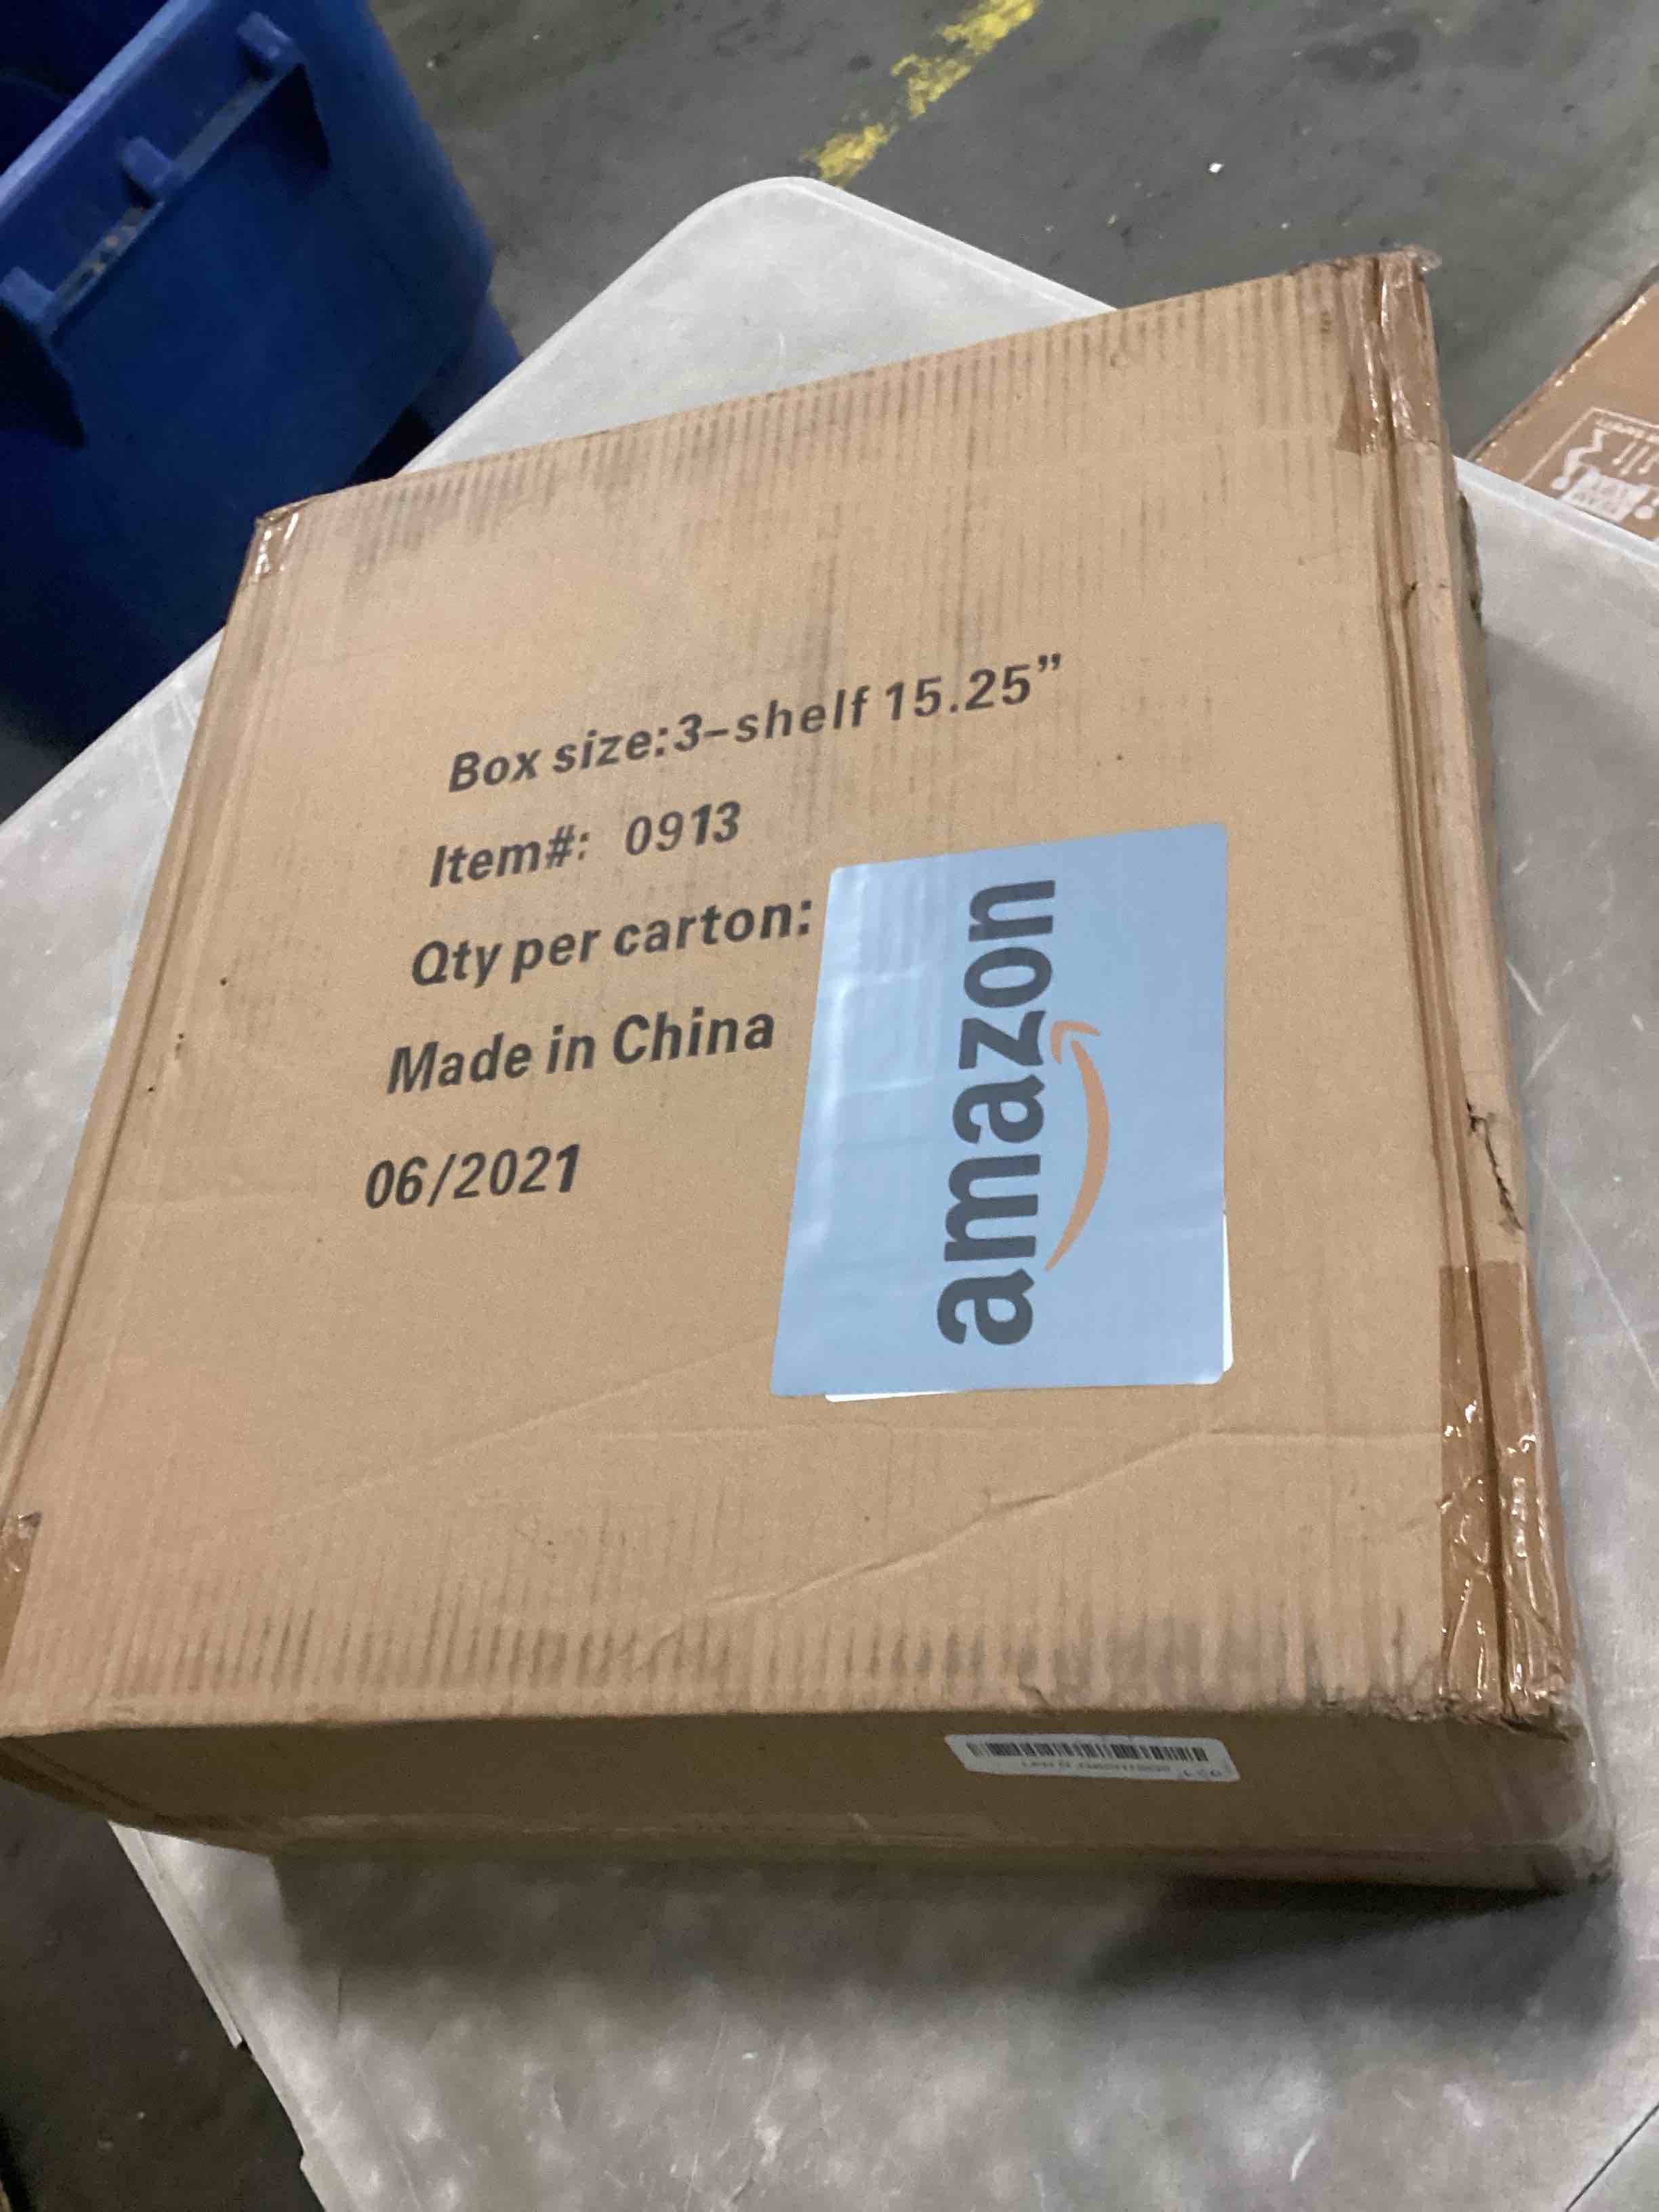 Box size:3-shelf 15.25”
Item#: 0913
Qty per carton:
Made in China
06/2021
amazon